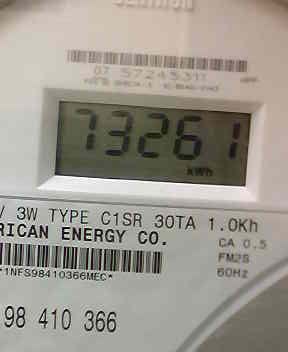 CENTRON
07 57245311
73261
kWh
V 3W TYPE C1SR 30TA 1.0Kh
RICAN ENERGY CO.
CA 0.5
FM2S
*1NFS98410366MEC*
60Hz
98 410 366